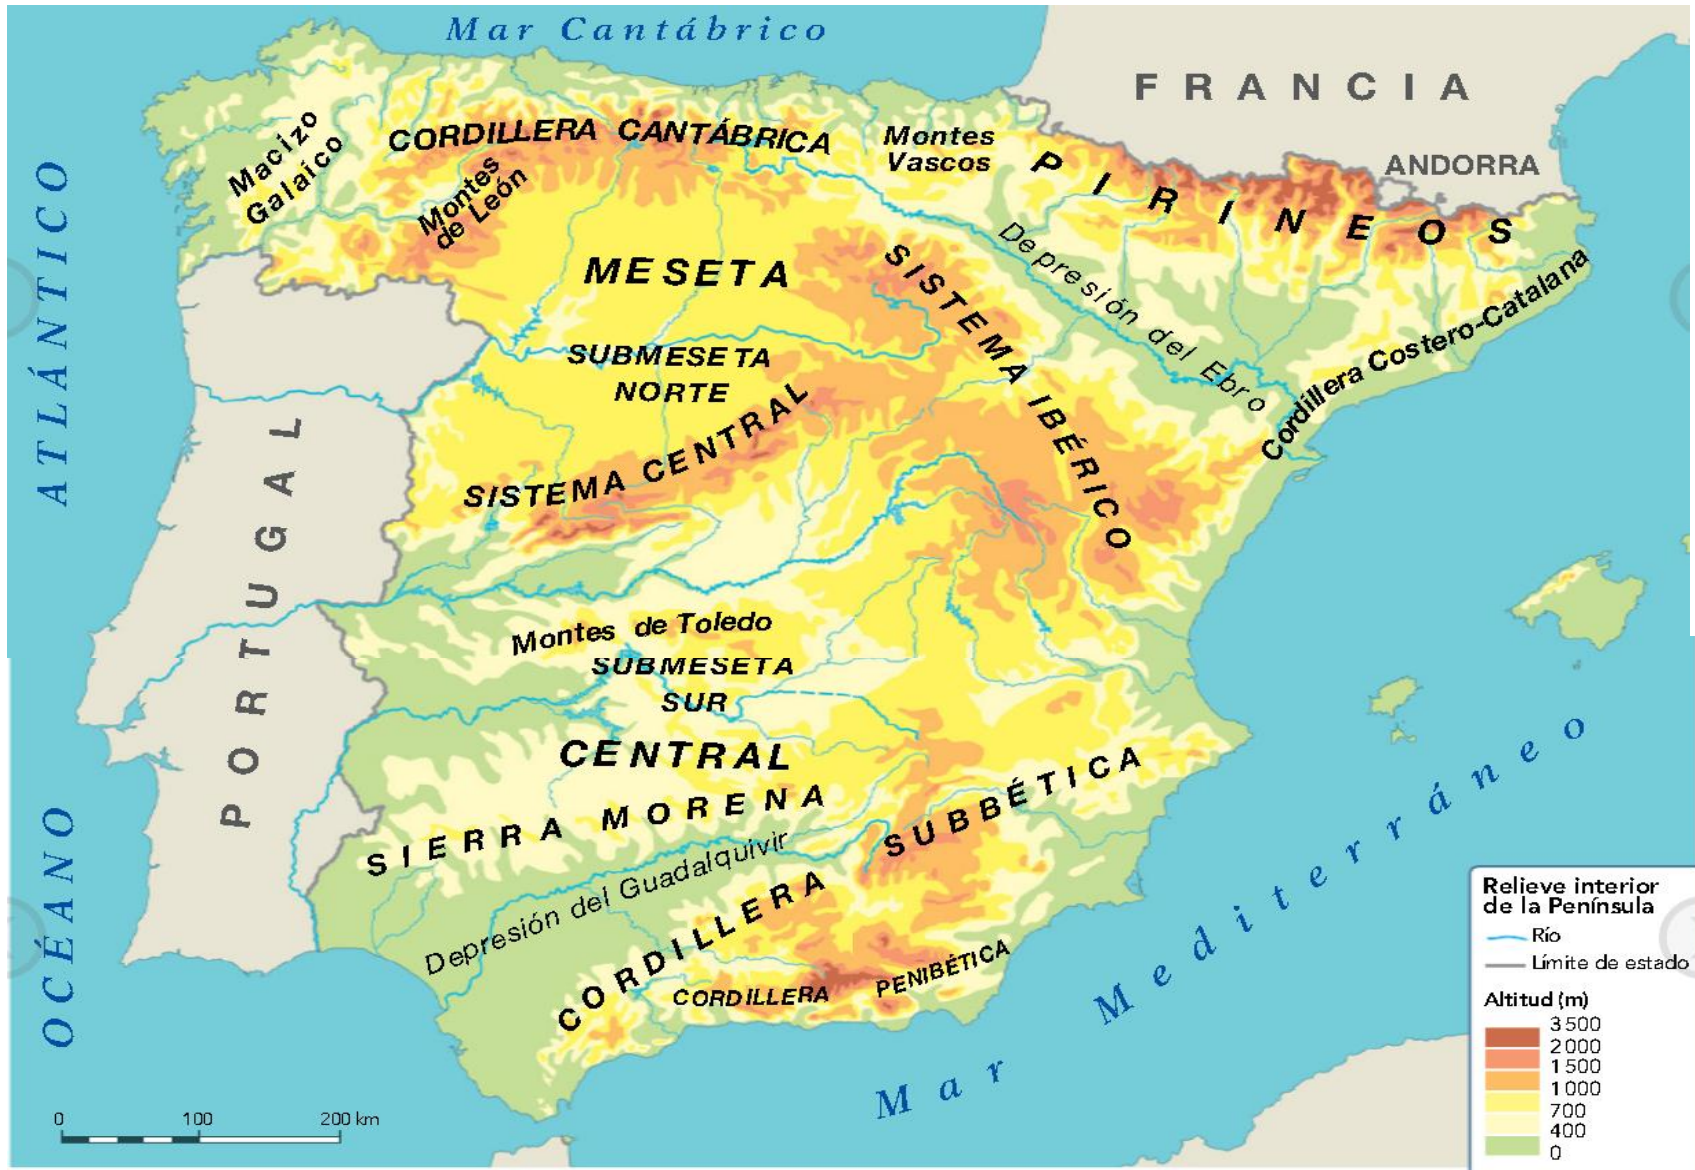 Mar Cantábrico
FRANCIA
ANDORRA
Macizo
Galaico
CORDILLERA CANTÁBRICA
Montes
Vascos
PIRINEOS
Montes
de León
MESETA
SISTEMA IBÉRICO
Depresión del Ebro
Cordillera Costero-Catalana
SUBMESETA
NORTE
SISTEMA CENTRAL
OCÉANO ATLÁNTICO
PORTUGAL
Montes de Toledo
SUBMESETA
SUR
CENTRAL
SIERRA MORENA
Depresión del Guadalquivir
CORDILLERA SUBBÉTICA
CORDILLERA PENIBÉTICA
Mar Mediterráneo
Relieve interior
de la Península
Río
Límite de estado
Altitud (m)
3 500
2 000
1 500
1 000
700
400
0
0 100 200 km